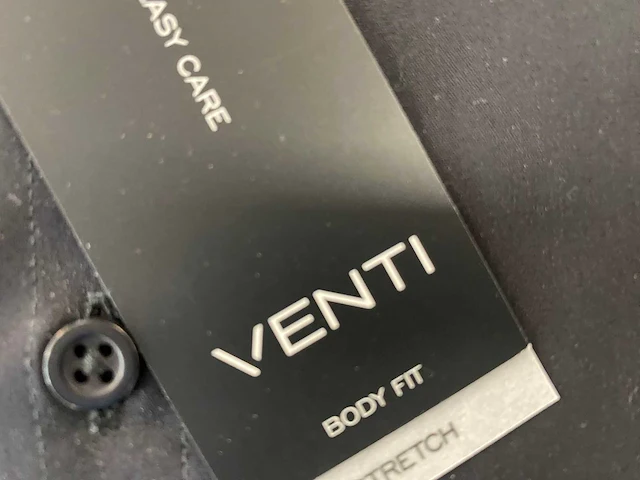 EASY CARE
VENTI
BODY FIT
STRETCH